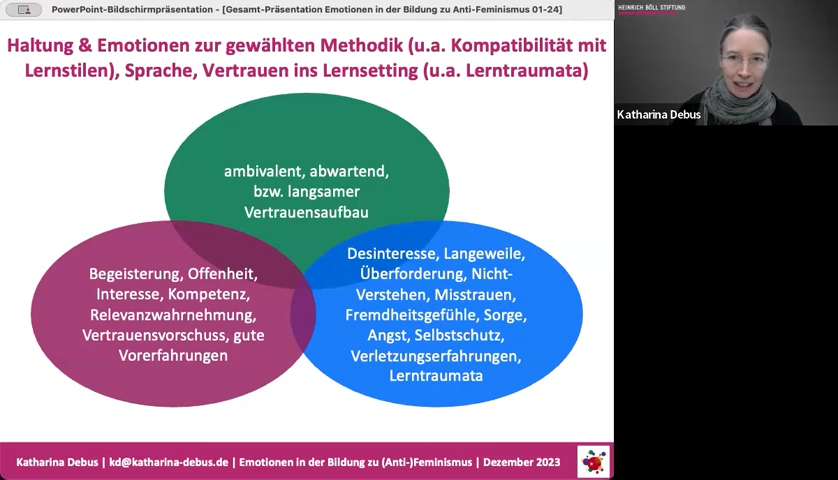 PowerPoint-Bildschirmpräsentation - [Gesamt-Präsentation Emotionen in der Bildung zu Anti-Feminismus 01-24]
Haltung & Emotionen zur gewählten Methodik (u.a. Kompatibilität mit
Lernstilen), Sprache, Vertrauen ins Lernsetting (u.a. Lerntraumata)
ambivalent, abwartend,
bzw. langsamer
Vertrauensaufbau
Begeisterung, Offenheit,
Interesse, Kompetenz,
Relevanzwahrnehmung,
Vertrauensvorschuss, gute
Vorerfahrungen
Desinteresse, Langeweile,
Überforderung, Nicht-
Verstehen, Misstrauen,
Fremdheitsgefühle, Sorge,
Angst, Selbstschutz,
Verletzungserfahrungen,
Lerntraumata
Katharina Debus | kd@katharina-debus.de | Emotionen in der Bildung zu (Anti-)Feminismus | Dezember 2023
HEINRICH BÖLL STIFTUNG
Katharina Debus